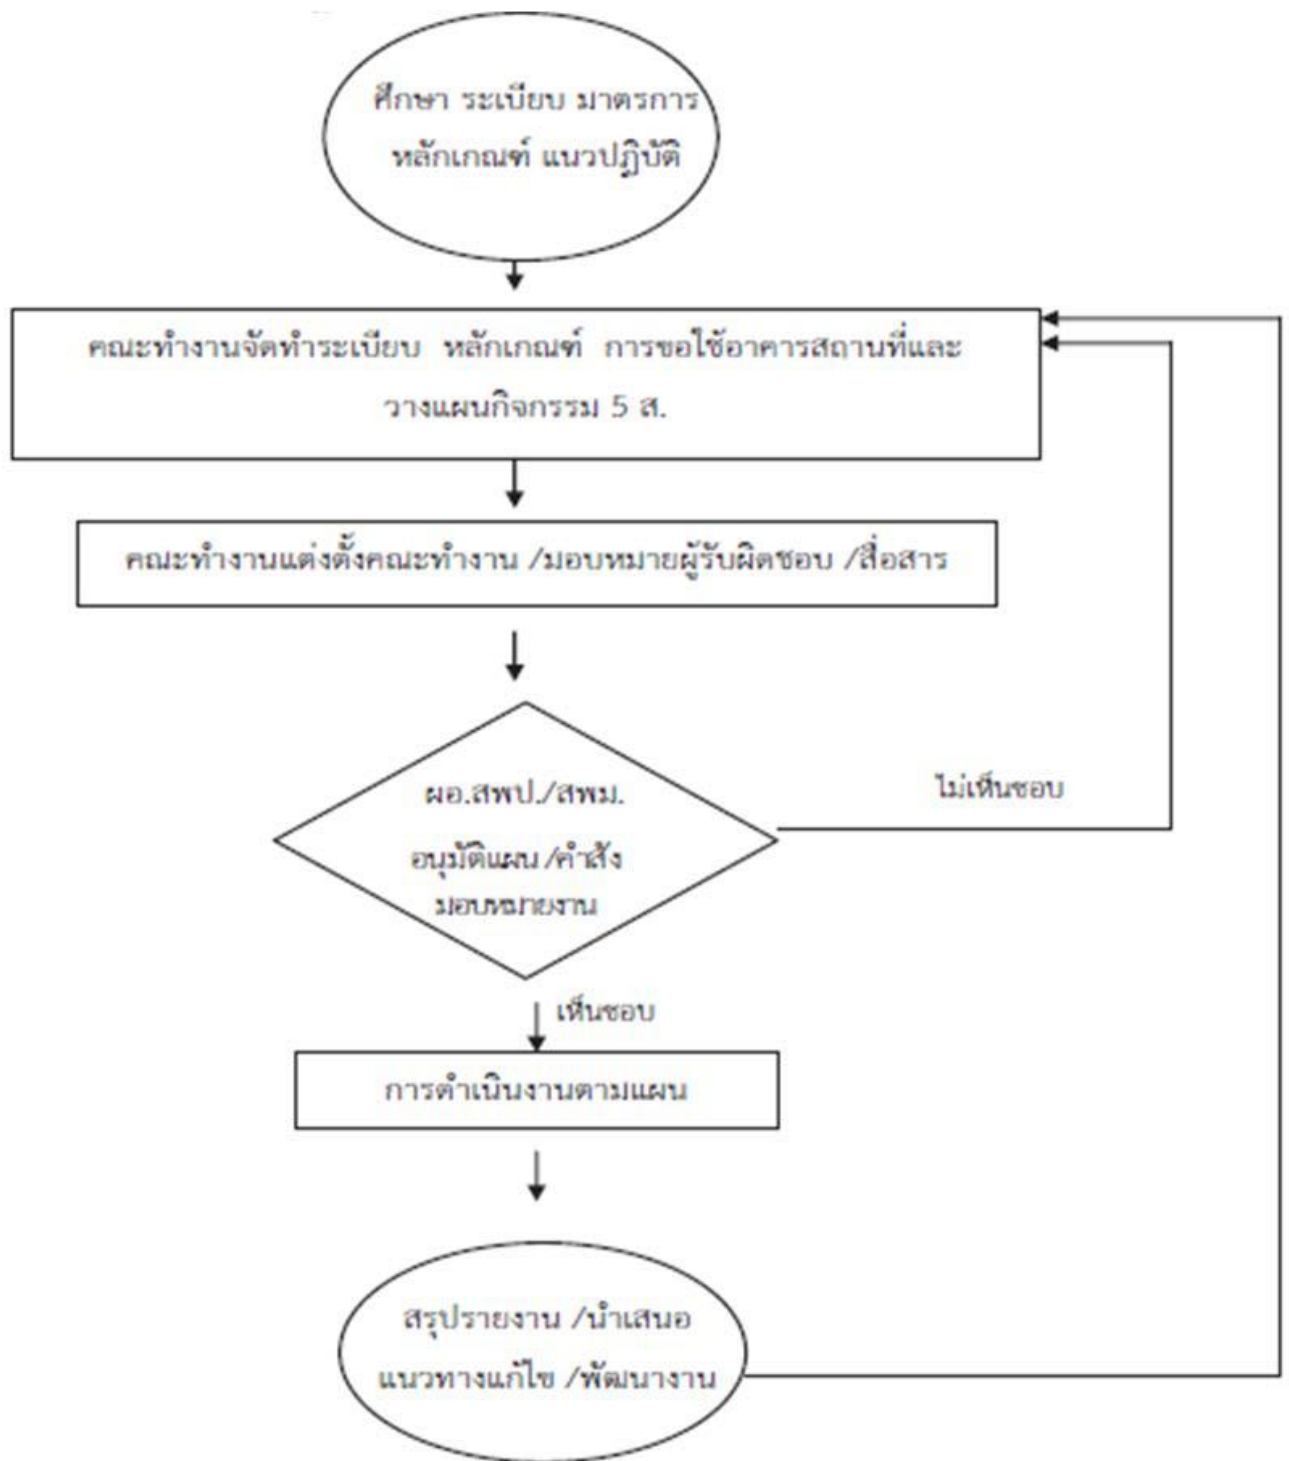 ศึกษา ระเบียบ มาตรการ
หลักเกณฑ์ แนวปฏิบัติ
คณะทำงานจัดทำระเบียบ หลักเกณฑ์ การขอใช้อาคารสถานที่และ
วางแผนกิจกรรม 5 ส.
คณะทำงานแต่งตั้งคณะทำงาน /มอบหมายผู้รับผิดชอบ /สื่อสาร
ผอ.สพป./สพม.
อนุมัติแผน /คำสั่ง
มอบหมายงาน
ไม่เห็นชอบ
เห็นชอบ
การดำเนินงานตามแผน
สรุปรายงาน /นำเสนอ
แนวทางแก้ไข /พัฒนางาน